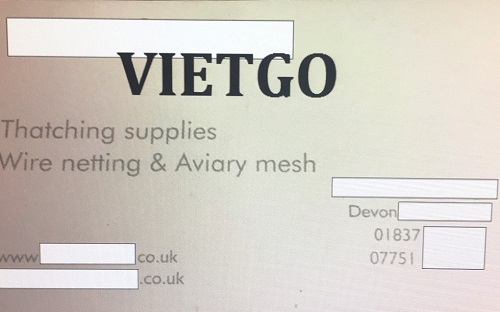 VIETGO
Thatching supplies
Wire netting & Aviary mesh
Devon
01837
www. .co.uk
07751
.co.uk